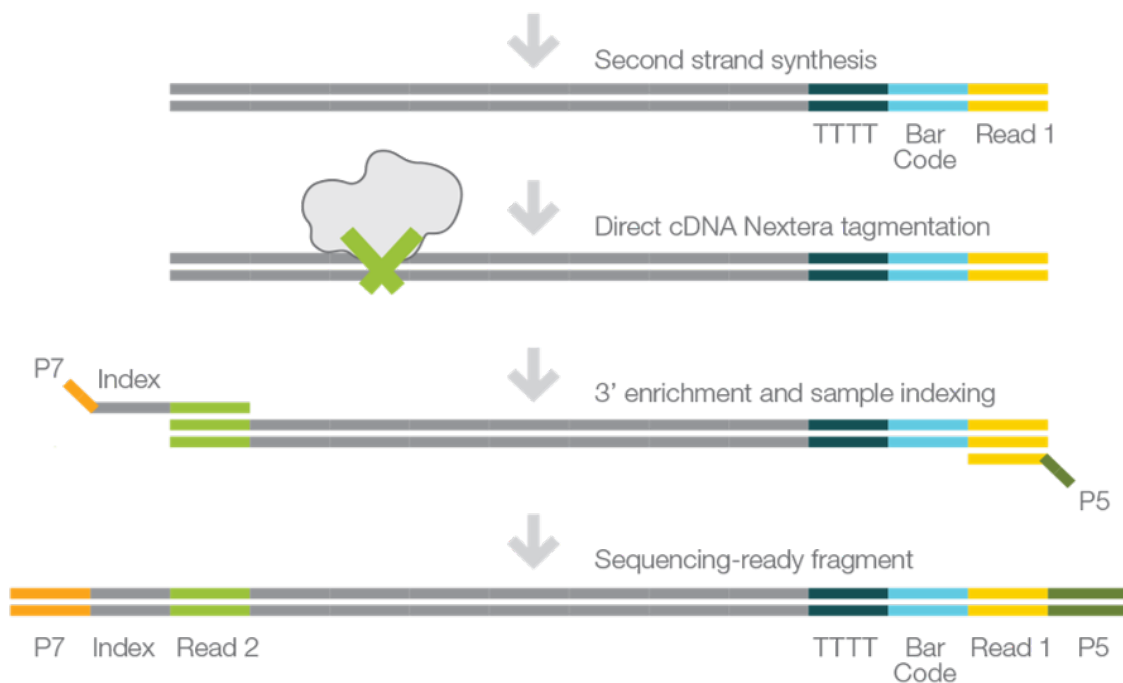 Second strand synthesis
TTTT Bar Read 1
Code
Direct cDNA Nextera tagmentation
P7 Index
3’ enrichment and sample indexing
P5
Sequencing-ready fragment
P7 Index Read 2 TTTT Bar Read 1 P5
Code